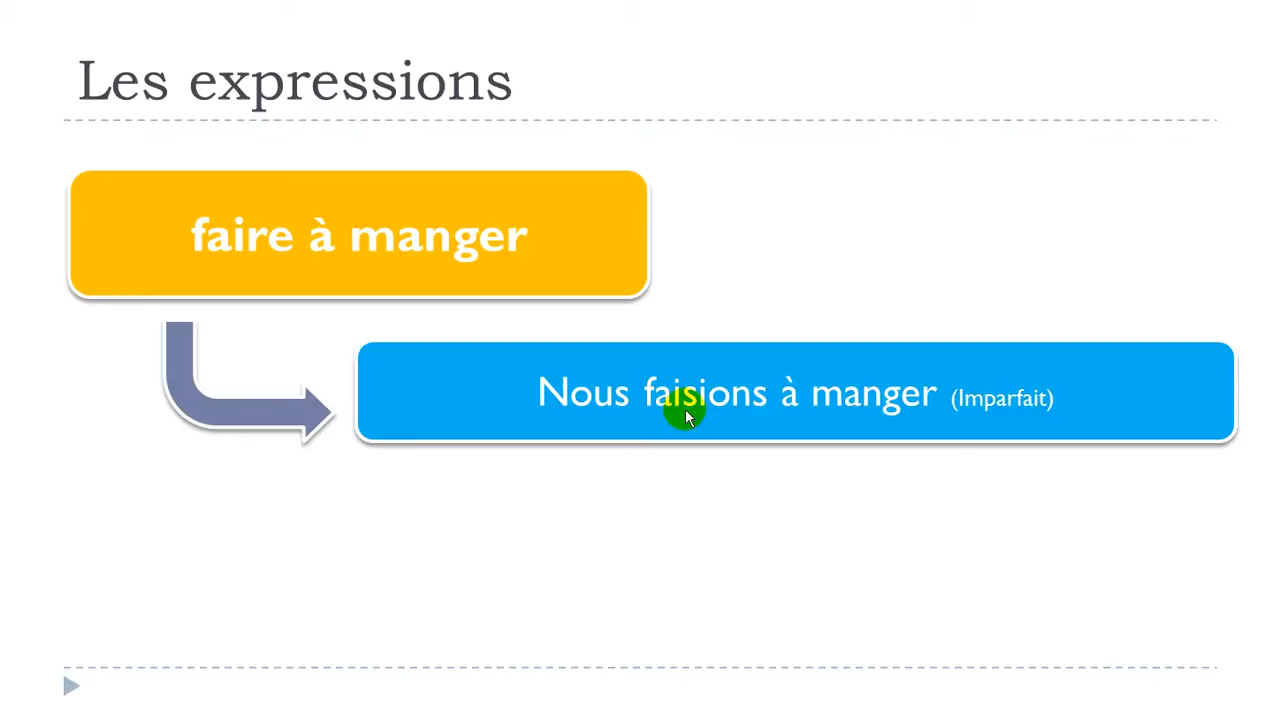 Les expressions
faire à manger
Nous faisions à manger (Imparfait)